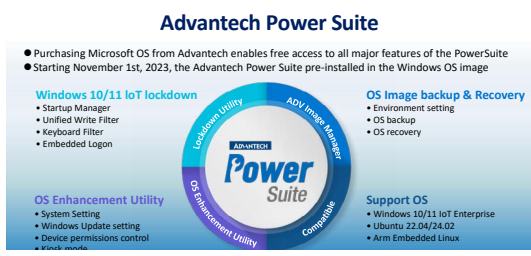 Advantech Power Suite
● Purchasing Microsoft OS from Advantech enables free access to all major features of the PowerSuite
● Starting November 1st, 2023, the Advantech Power Suite pre-installed in the Windows OS image
Windows 10/11 IoT lockdown
• Startup Manager
• Unified Write Filter
• Keyboard Filter
• Embedded Logon
Lockdown Utility
ADV Image Manager
OS Image backup & Recovery
• Environment setting
• OS backup
• OS recovery
ADVANTECH
Power
Suite
OS Enhancement Utility
• System Setting
• Windows Update setting
• Device permissions control
• Kiosk mode
OS Enhancement Utility
Compatible
Support OS
• Windows 10/11 IoT Enterprise
• Ubuntu 22.04/24.02
• Arm Embedded Linux